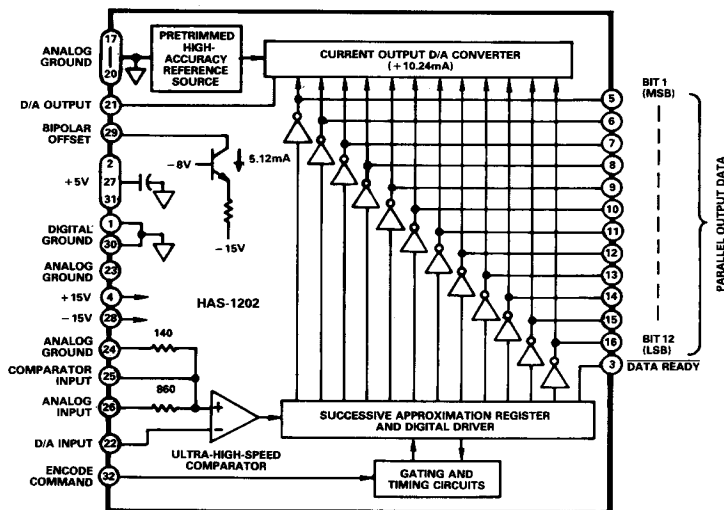 17
20
ANALOG
GROUND
PRETRIMMED
HIGH-
ACCURACY
REFERENCE
SOURCE
CURRENT OUTPUT D/A CONVERTER
(+10.24mA)
D/A OUTPUT
21
BIPOLAR
OFFSET
29
-8V
5.12mA
-15V
+5V
2
27
31
DIGITAL
GROUND
1
30
ANALOG
GROUND
23
+15V
4
-15V
28
HAS-1202
ANALOG
GROUND
24
140
COMPARATOR
INPUT
25
860
ANALOG
INPUT
26
+
−
D/A INPUT
22
ULTRA-HIGH-SPEED
COMPARATOR
ENCODE
COMMAND
32
SUCCESSIVE APPROXIMATION REGISTER
AND DIGITAL DRIVER
GATING AND
TIMING CIRCUITS
5
BIT 1
(MSB)
6
7
8
9
10
11
12
13
14
15
16
BIT 12
(LSB)
3
DATA READY
PARALLEL OUTPUT DATA